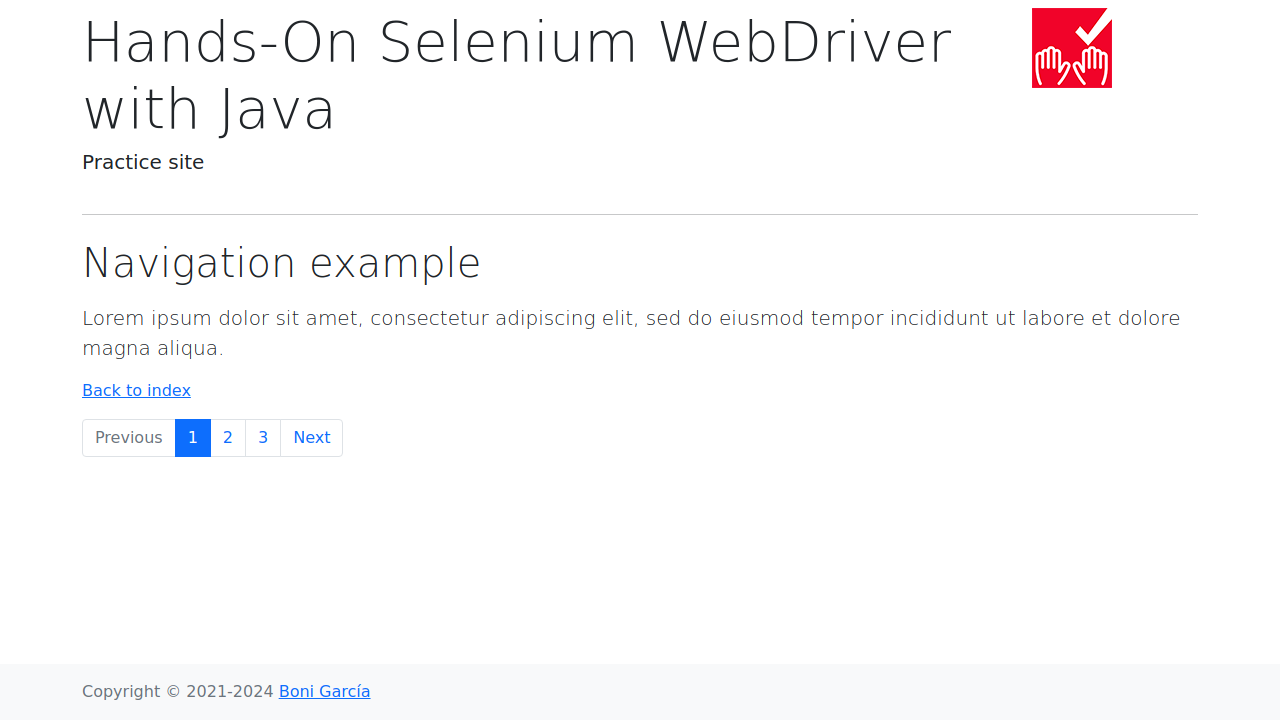 Hands-On Selenium WebDriver
with Java
Practice site
Navigation example
Lorem ipsum dolor sit amet, consectetur adipiscing elit, sed do eiusmod tempor incididunt ut labore et dolore
magna aliqua.
Back to index
Previous 1 2 3 Next
Copyright © 2021-2024 Boni García